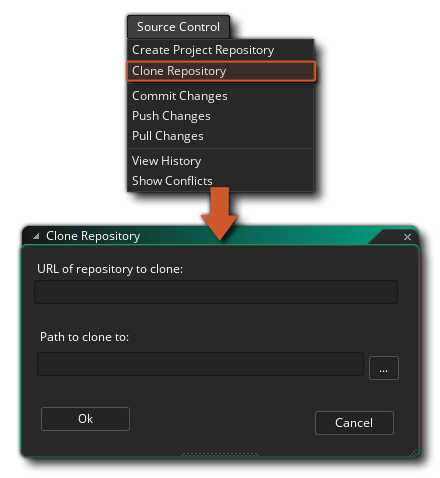 Source Control
Create Project Repository
Clone Repository
Commit Changes
Push Changes
Pull Changes
View History
Show Conflicts
Clone Repository
URL of repository to clone:
Path to clone to:
...
Ok
Cancel